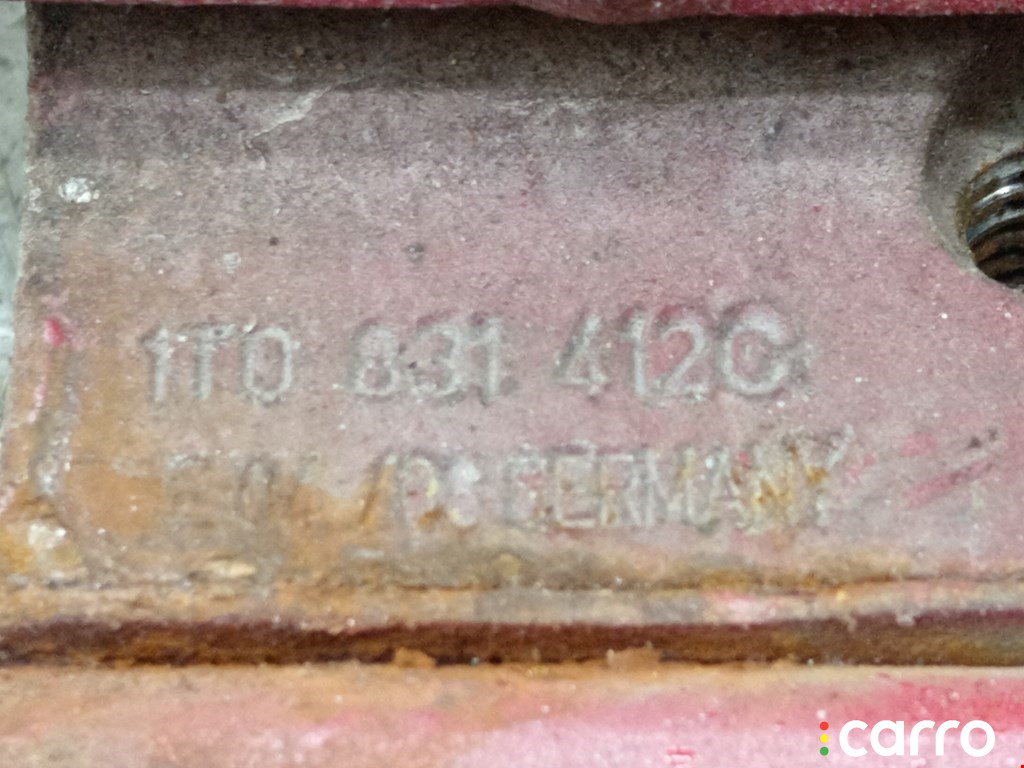 1T0 831 412C
GERMANY
carro